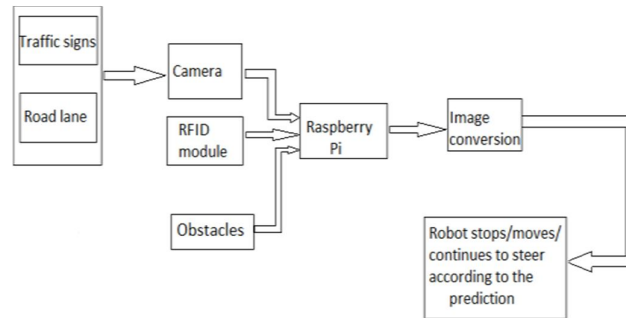 Traffic signs
Road lane
Camera
RFID
module
Obstacles
Raspberry
Pi
Image
conversion
Robot stops/moves/
continues to steer
according to the
prediction